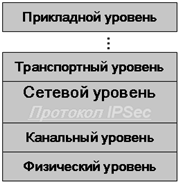 Прикладной уровень
⋮
Транспортный уровень
Сетевой уровень
Протокол IPSec
Канальный уровень
Физический уровень